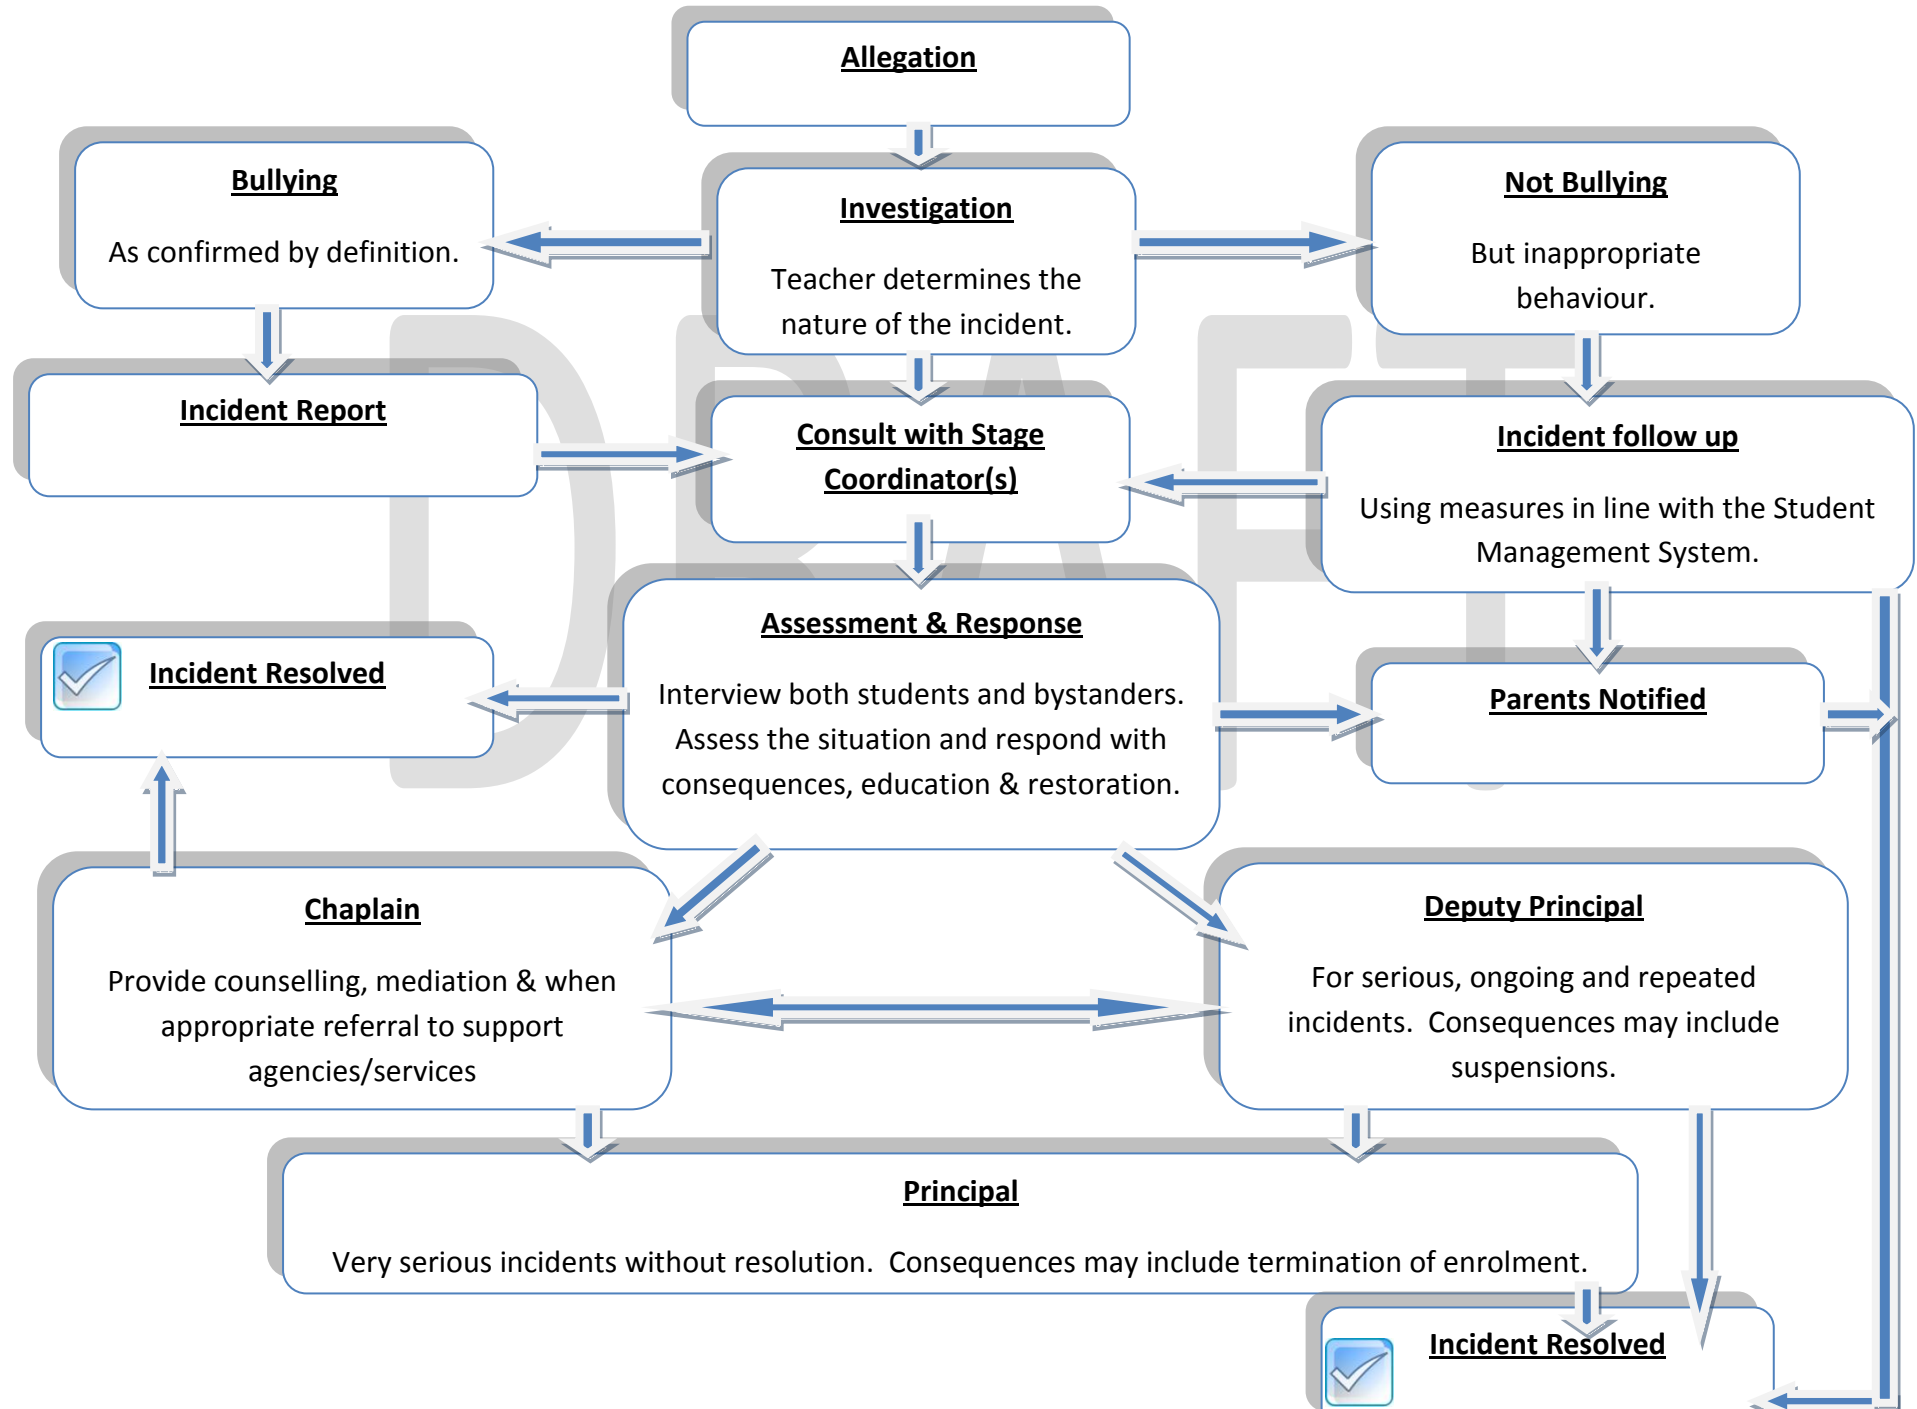 Allegation
Bullying
As confirmed by definition.
Investigation
Teacher determines the
nature of the incident.
Not Bullying
But inappropriate
behaviour.
Incident Report
Consult with Stage
Coordinator(s)
Incident follow up
Using measures in line with the Student
Management System.
DRAFT
Incident Resolved
Assessment & Response
Interview both students and bystanders.
Assess the situation and respond with
consequences, education & restoration.
Parents Notified
Chaplain
Provide counselling, mediation & when
appropriate referral to support
agencies/services
Deputy Principal
For serious, ongoing and repeated
incidents.  Consequences may include
suspensions.
Principal
Very serious incidents without resolution.  Consequences may include termination of enrolment.
Incident Resolved